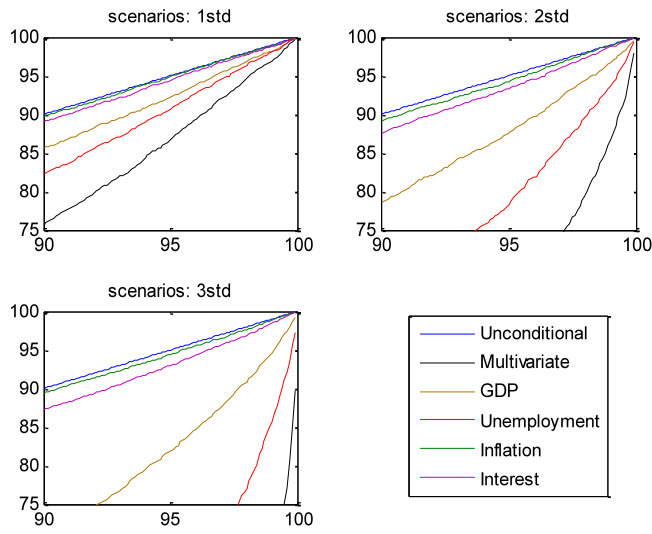 scenarios: 1std
100
95
90
85
80
75
90 95 100
scenarios: 2std
100
95
90
85
80
75
90 95 100
scenarios: 3std
100
95
90
85
80
75
90 95 100
Unconditional
Multivariate
GDP
Unemployment
Inflation
Interest